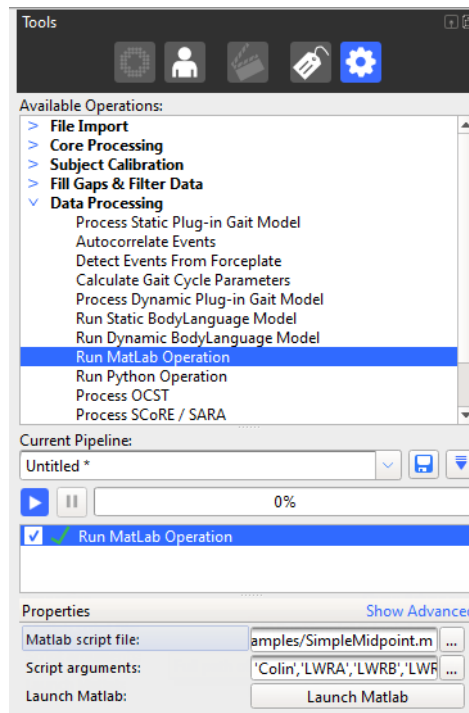 Tools
Available Operations:
> File Import
> Core Processing
> Subject Calibration
> Fill Gaps & Filter Data
Data Processing
Process Static Plug-in Gait Model
Autocorrelate Events
Detect Events From Forceplate
Calculate Gait Cycle Parameters
Process Dynamic Plug-in Gait Model
Run Static BodyLanguage Model
Run Dynamic BodyLanguage Model
Run MatLab Operation
Run Python Operation
Process OCST
Process SCoRE / SARA
Current Pipeline:
Untitled *
0%
Run MatLab Operation
Properties Show Advanced
Matlab script file: amples/SimpleMidpoint.m ...
Script arguments: 'Colin','LWRA','LWRB','LWR ...
Launch Matlab: Launch Matlab